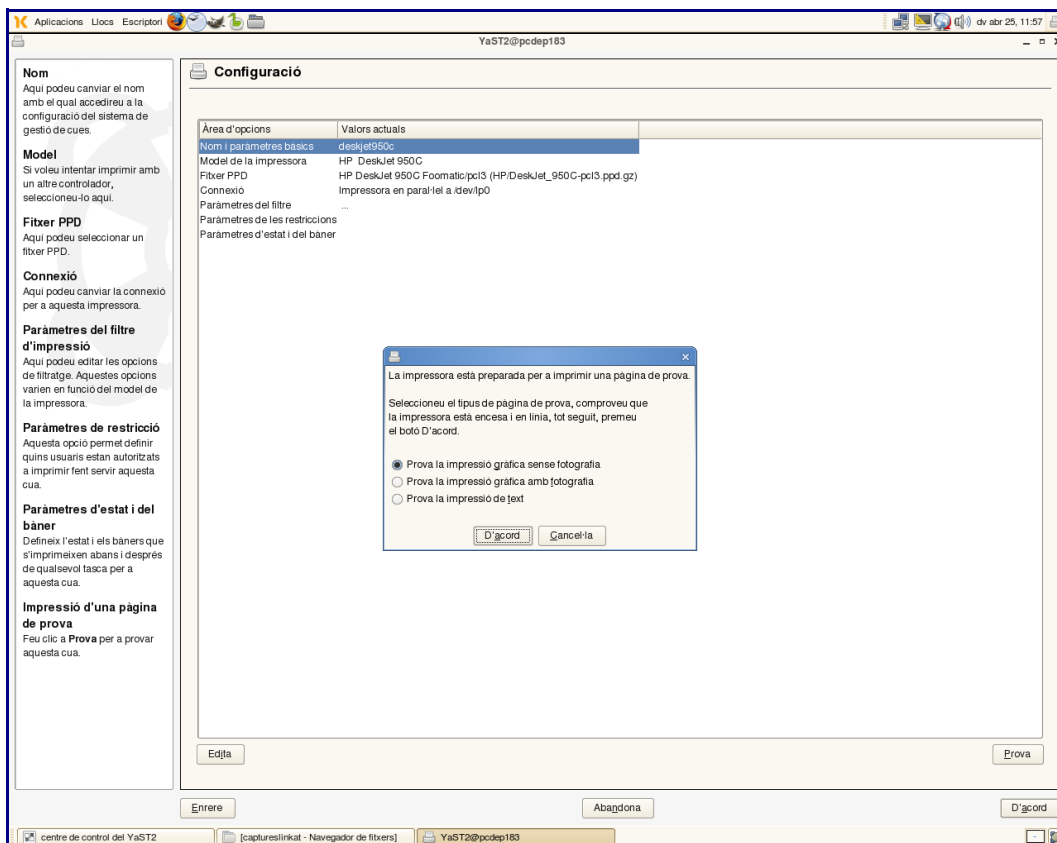 Aplicacions Llocs Escriptori
dv abr 25, 11:57
YaST2@pcdep183
Nom
Aquí podeu canviar el nom
amb el qual accedireu a la
configuració del sistema de
gestió de cues.
Model
Si voleu intentar imprimir amb
un altre controlador,
seleccioneu-lo aquí.
Fitxer PPD
Aquí podeu seleccionar un
fitxer PPD.
Connexió
Aquí podeu canviar la connexió
per a aquesta impressora.
Paràmetres del filtre
d'impressió
Aquí podeu editar les opcions
de filtratge. Aquestes opcions
varien en funció del model de
la impressora.
Paràmetres de restricció
Aquesta opció permet definir
quins usuaris estan autoritzats
a imprimir fent servir aquesta
cua.
Paràmetres d'estat i del
bàner
Defineix l'estat i els bàners que
s'imprimeixen abans i després
de qualsevol tasca per a
aquesta cua.
Impressió d'una pàgina
de prova
Feu clic a Prova per a provar
aquesta cua.
Configuració
Àrea d'opcions Valors actuals
Nom i paràmetres bàsics deskjet950c
Model de la impressora HP DeskJet 950C
Fitxer PPD HP DeskJet 950C Foomatic/pcl3 (HP/DeskJet_950C-pcl3.ppd.gz)
Connexió Impressora en paral·lel a /dev/lp0
Paràmetres del filtre ...
Paràmetres de les restriccions
Paràmetres d'estat i del bàner
La impressora està preparada per a imprimir una pàgina de prova.
Seleccioneu el tipus de pàgina de prova, comproveu que
la impressora està encesa i en línia, tot seguit, premeu
el botó D'acord.
Prova la impressió gràfica sense fotografia
Prova la impressió gràfica amb fotografia
Prova la impressió de text
D'acord Cancel·la
Edita Prova
Enrere Abandona D'acord
centre de control del YaST2 [captureslinkat - Navegador de fitxers] YaST2@pcdep183